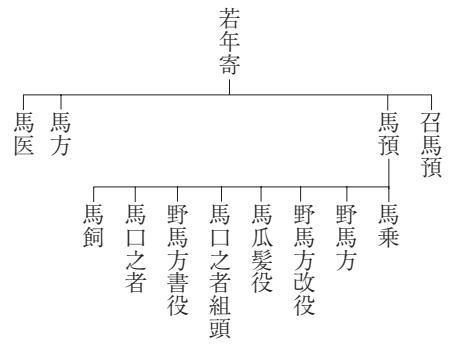 若年寄
召馬預
馬預
馬方
馬医
馬乗
野馬方
野馬方改役
馬瓜髪役
馬口之者組頭
野馬方書役
馬口之者
馬飼